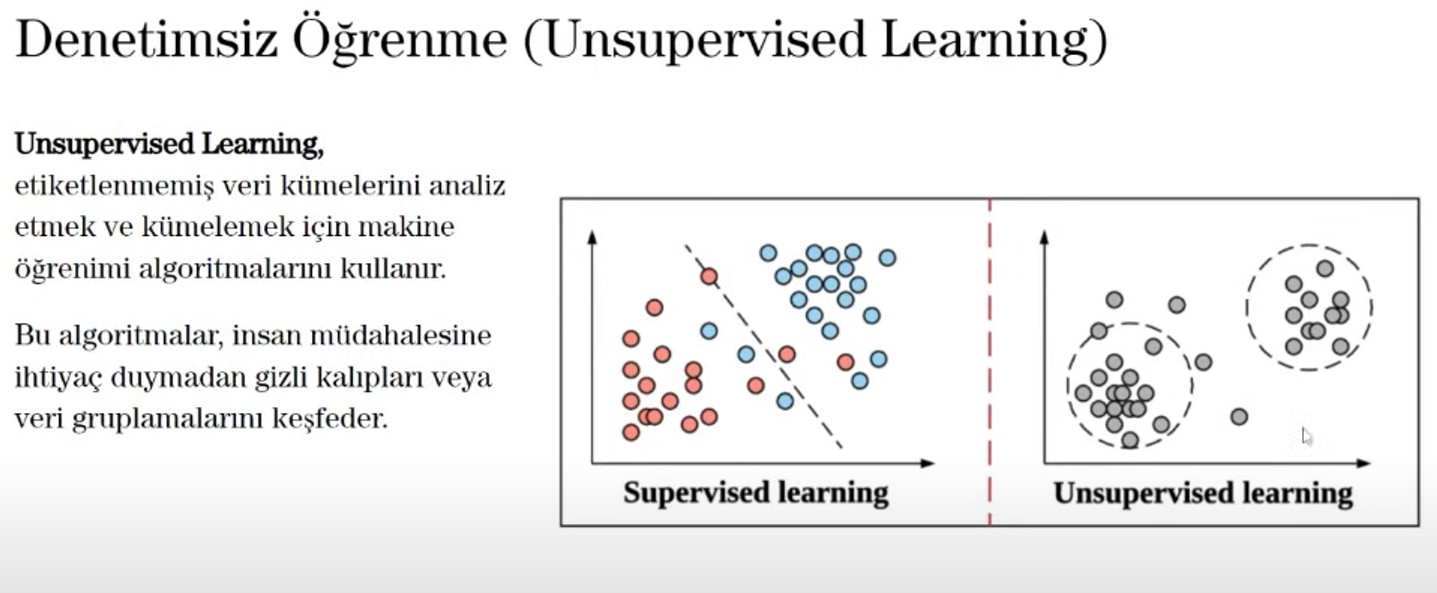 Denetimsiz Öğrenme (Unsupervised Learning)
Unsupervised Learning,
etiketlenmemiş veri kümelerini analiz
etmek ve kümelemek için makine
öğrenimi algoritmalarını kullanır.
Bu algoritmalar, insan müdahalesine
ihtiyaç duymadan gizli kalıpları veya
veri gruplamalarını keşfeder.
Supervised learning
Unsupervised learning